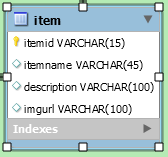 item
itemid VARCHAR(15)
itemname VARCHAR(45)
description VARCHAR(100)
imgurl VARCHAR(100)
Indexes